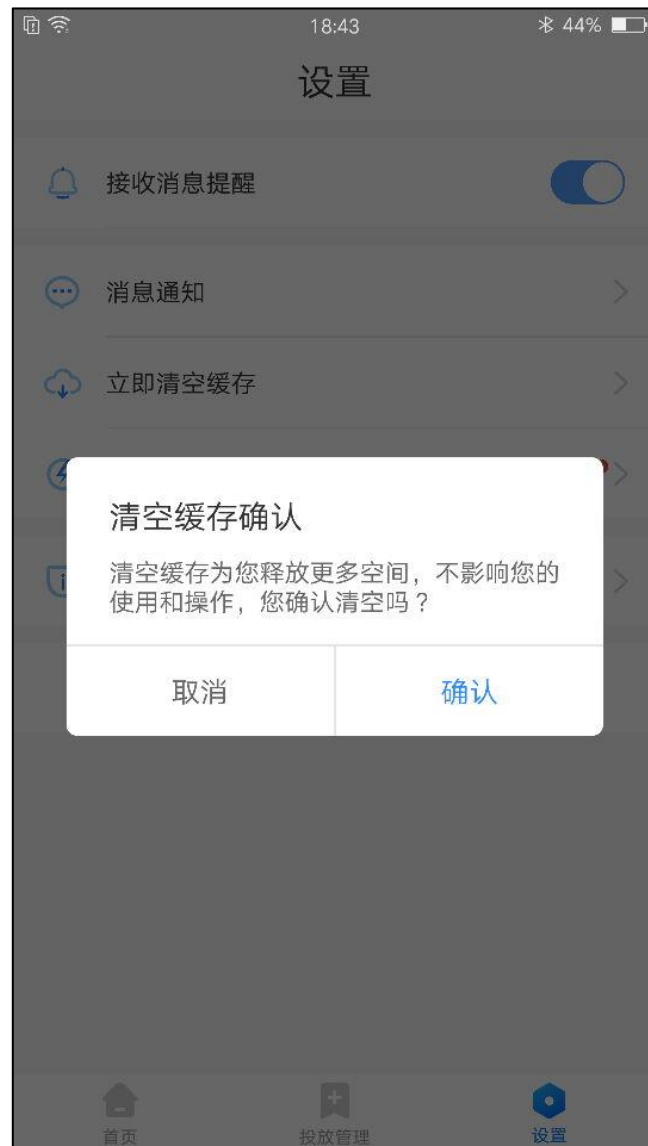 18:43
44%
设置
接收消息提醒
消息通知
立即清空缓存
清空缓存确认
清空缓存为您释放更多空间，不影响您的
使用和操作，您确认清空吗？
取消
确认
首页
投放管理
设置